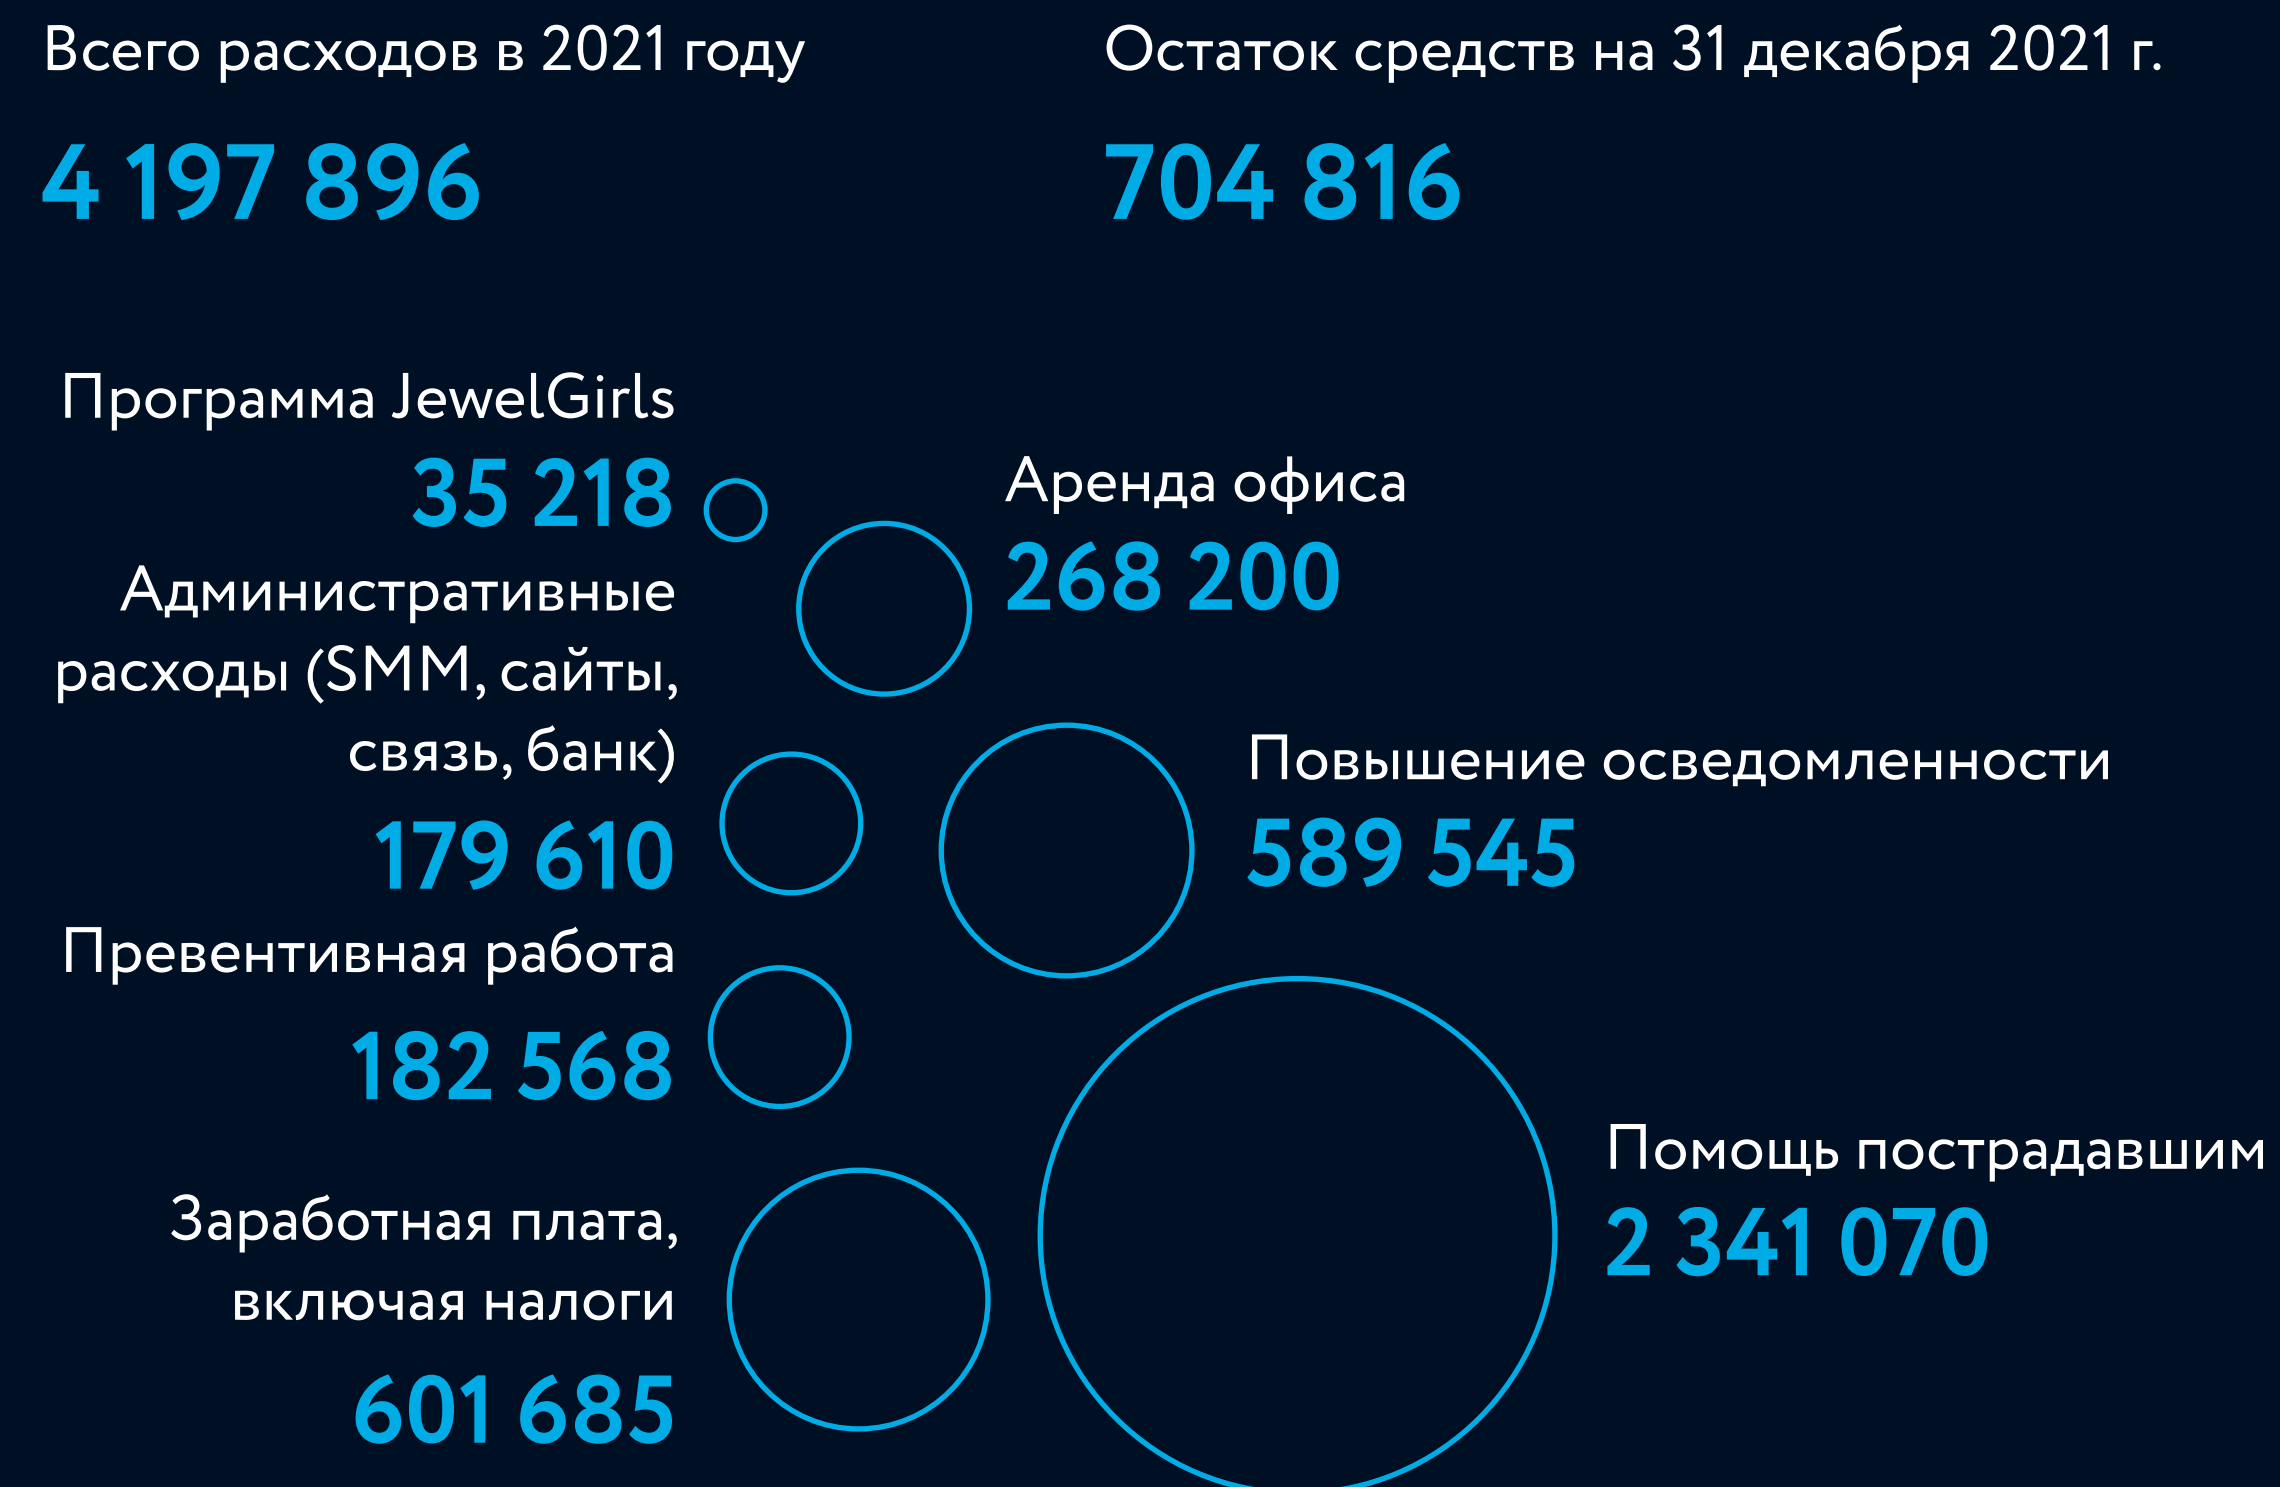 Всего расходов в 2021 году
4 197 896
Остаток средств на 31 декабря 2021 г.
704 816
Программа JewelGirls
35 218
Аренда офиса
268 200
Административные
расходы (SMM, сайты,
связь, банк)
179 610
Повышение осведомленности
589 545
Превентивная работа
182 568
Помощь пострадавшим
2 341 070
Заработная плата,
включая налоги
601 685